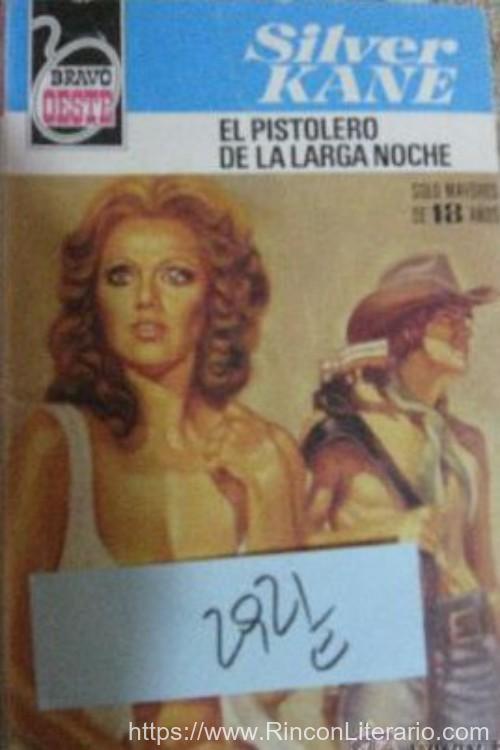 BRAVO
OESTE
Silver
KANE
EL PISTOLERO
DE LA LARGA NOCHE
SOLO MAYORES
DE 18 AÑOS
https://www.RinconLiterario.com